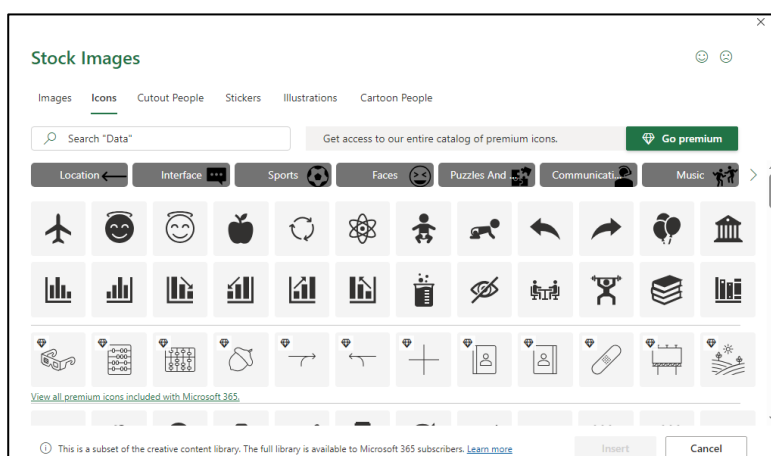 Stock Images
Images Icons Cutout People Stickers Illustrations Cartoon People
Search "Data" Get access to our entire catalog of premium icons. Go premium
Location Interface Sports Faces Puzzles And ... Communicati... Music
View all premium icons included with Microsoft 365.
This is a subset of the creative content library. The full library is available to Microsoft 365 subscribers. Learn more Insert Cancel